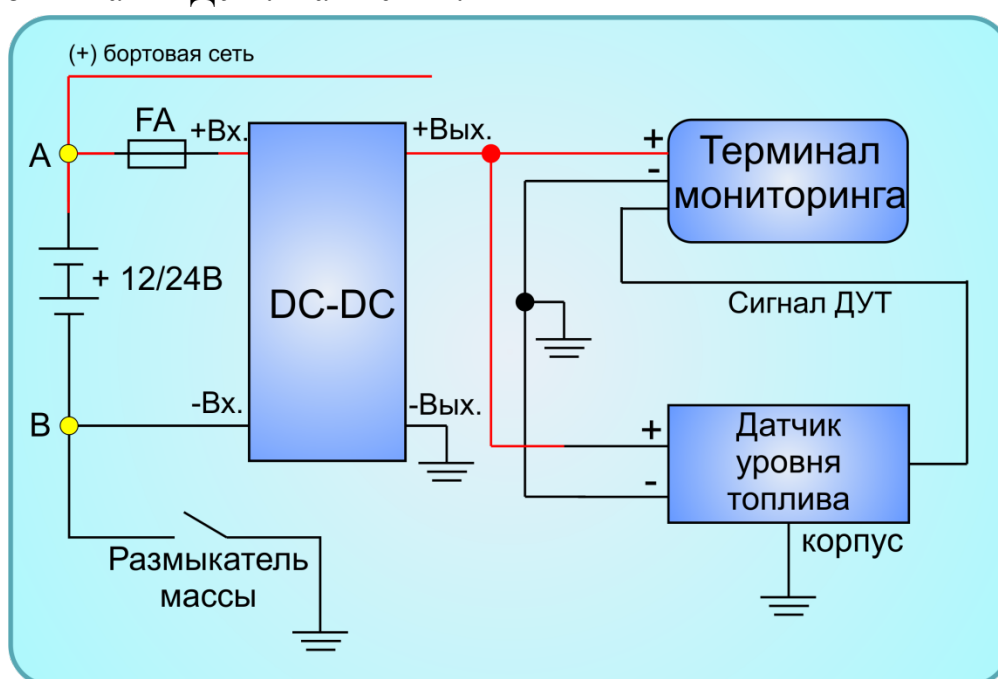 (+) бортовая сеть
FA
+Вх.
+Вых.
A
+
-
Терминал
мониторинга
+ 12/24В
DC-DC
Сигнал ДУТ
B
-Вх.
-Вых.
+
-
Датчик
уровня
топлива
корпус
Размыкатель
массы